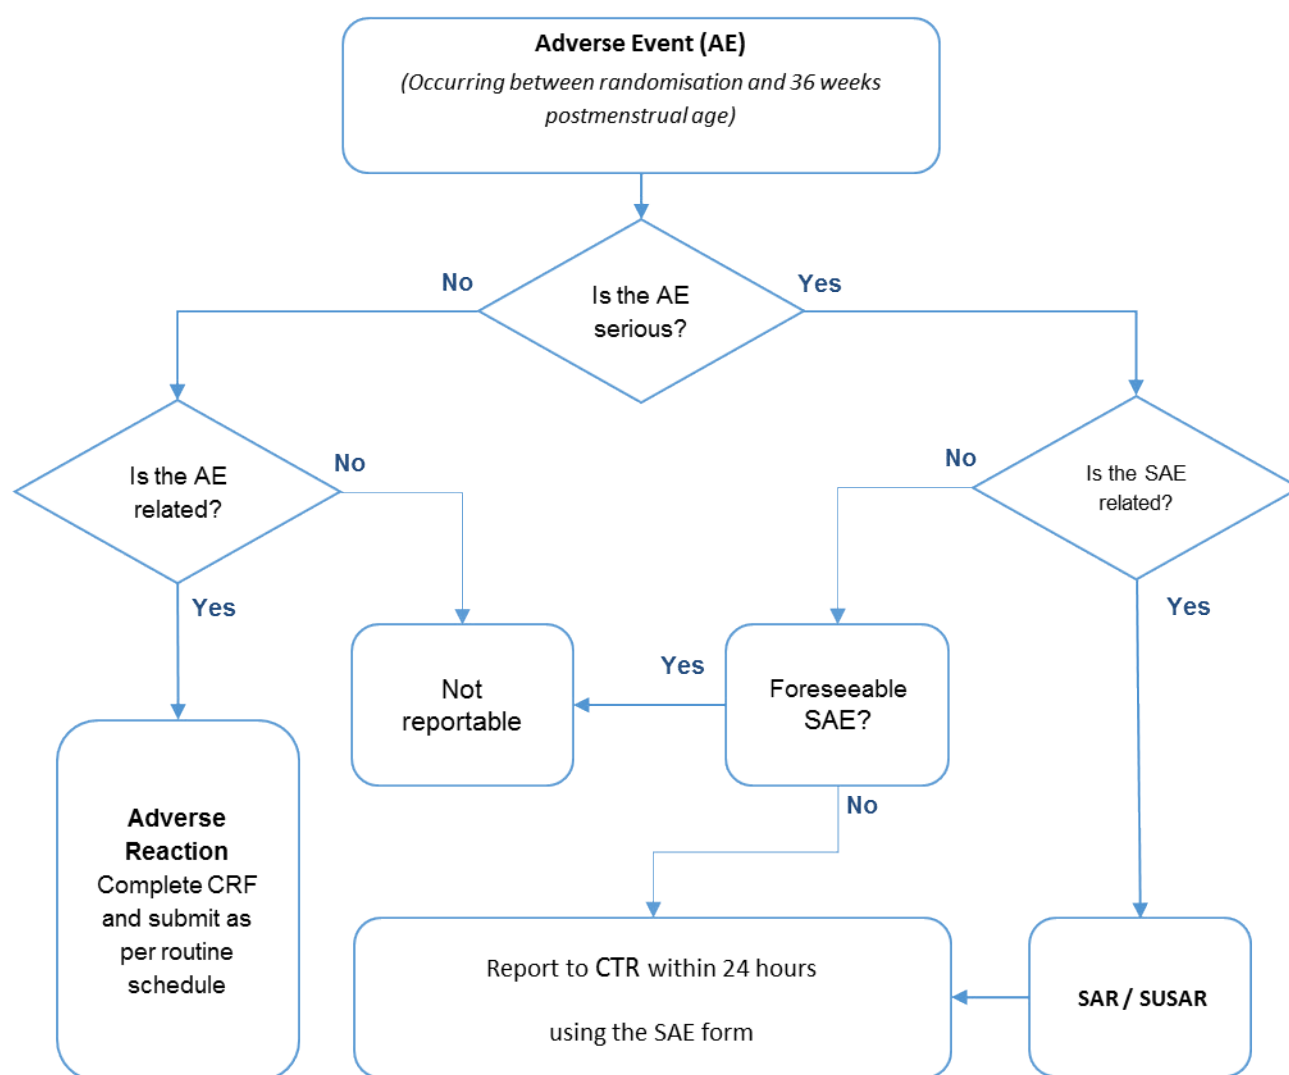 Adverse Event (AE)
(Occurring between randomisation and 36 weeks
postmenstrual age)
No
Yes
Is the AE
serious?
Is the AE
related?
No
No
Is the SAE
related?
Yes
Yes
Not
reportable
Yes
Foreseeable
SAE?
No
Adverse
Reaction
Complete CRF
and submit as
per routine
schedule
Report to CTR within 24 hours
using the SAE form
SAR / SUSAR